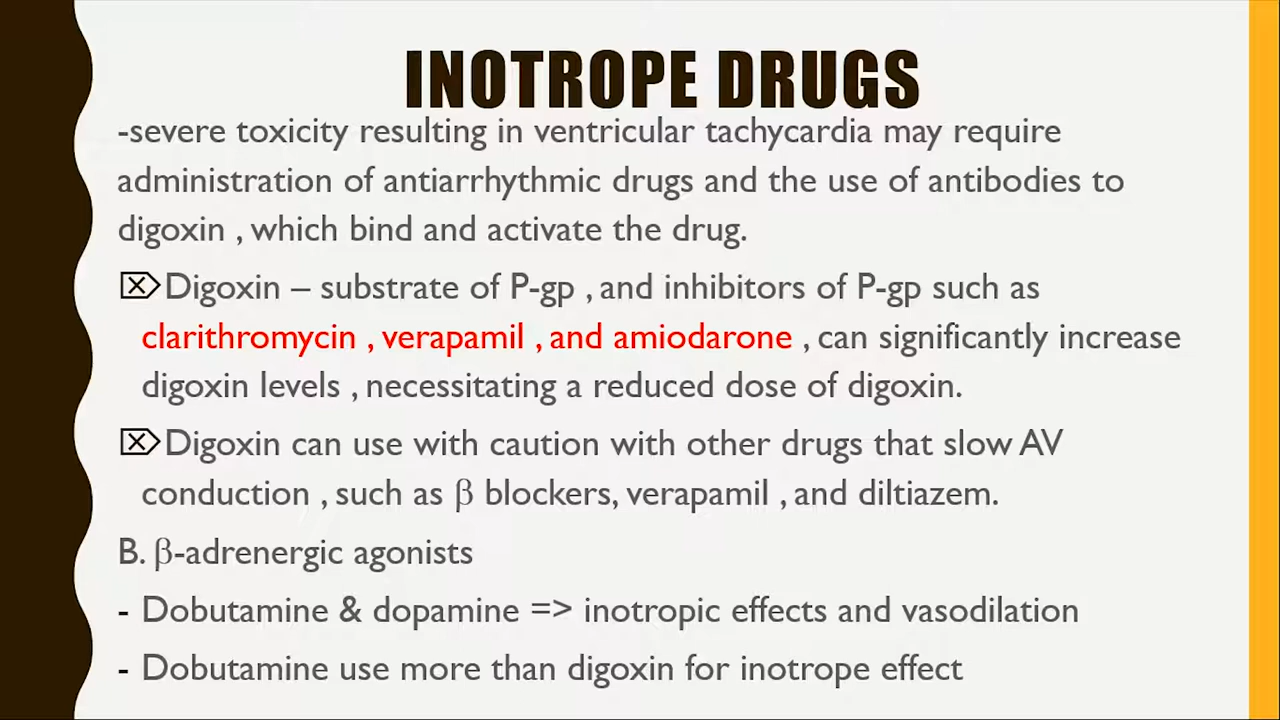 INOTROPE DRUGS
-severe toxicity resulting in ventricular tachycardia may require
administration of antiarrhythmic drugs and the use of antibodies to
digoxin , which bind and activate the drug.
⌦Digoxin – substrate of P-gp , and inhibitors of P-gp such as
clarithromycin , verapamil , and amiodarone , can significantly increase
digoxin levels , necessitating a reduced dose of digoxin.
⌦Digoxin can use with caution with other drugs that slow AV
conduction , such as β blockers, verapamil , and diltiazem.
B. β-adrenergic agonists
- Dobutamine & dopamine => inotropic effects and vasodilation
- Dobutamine use more than digoxin for inotrope effect